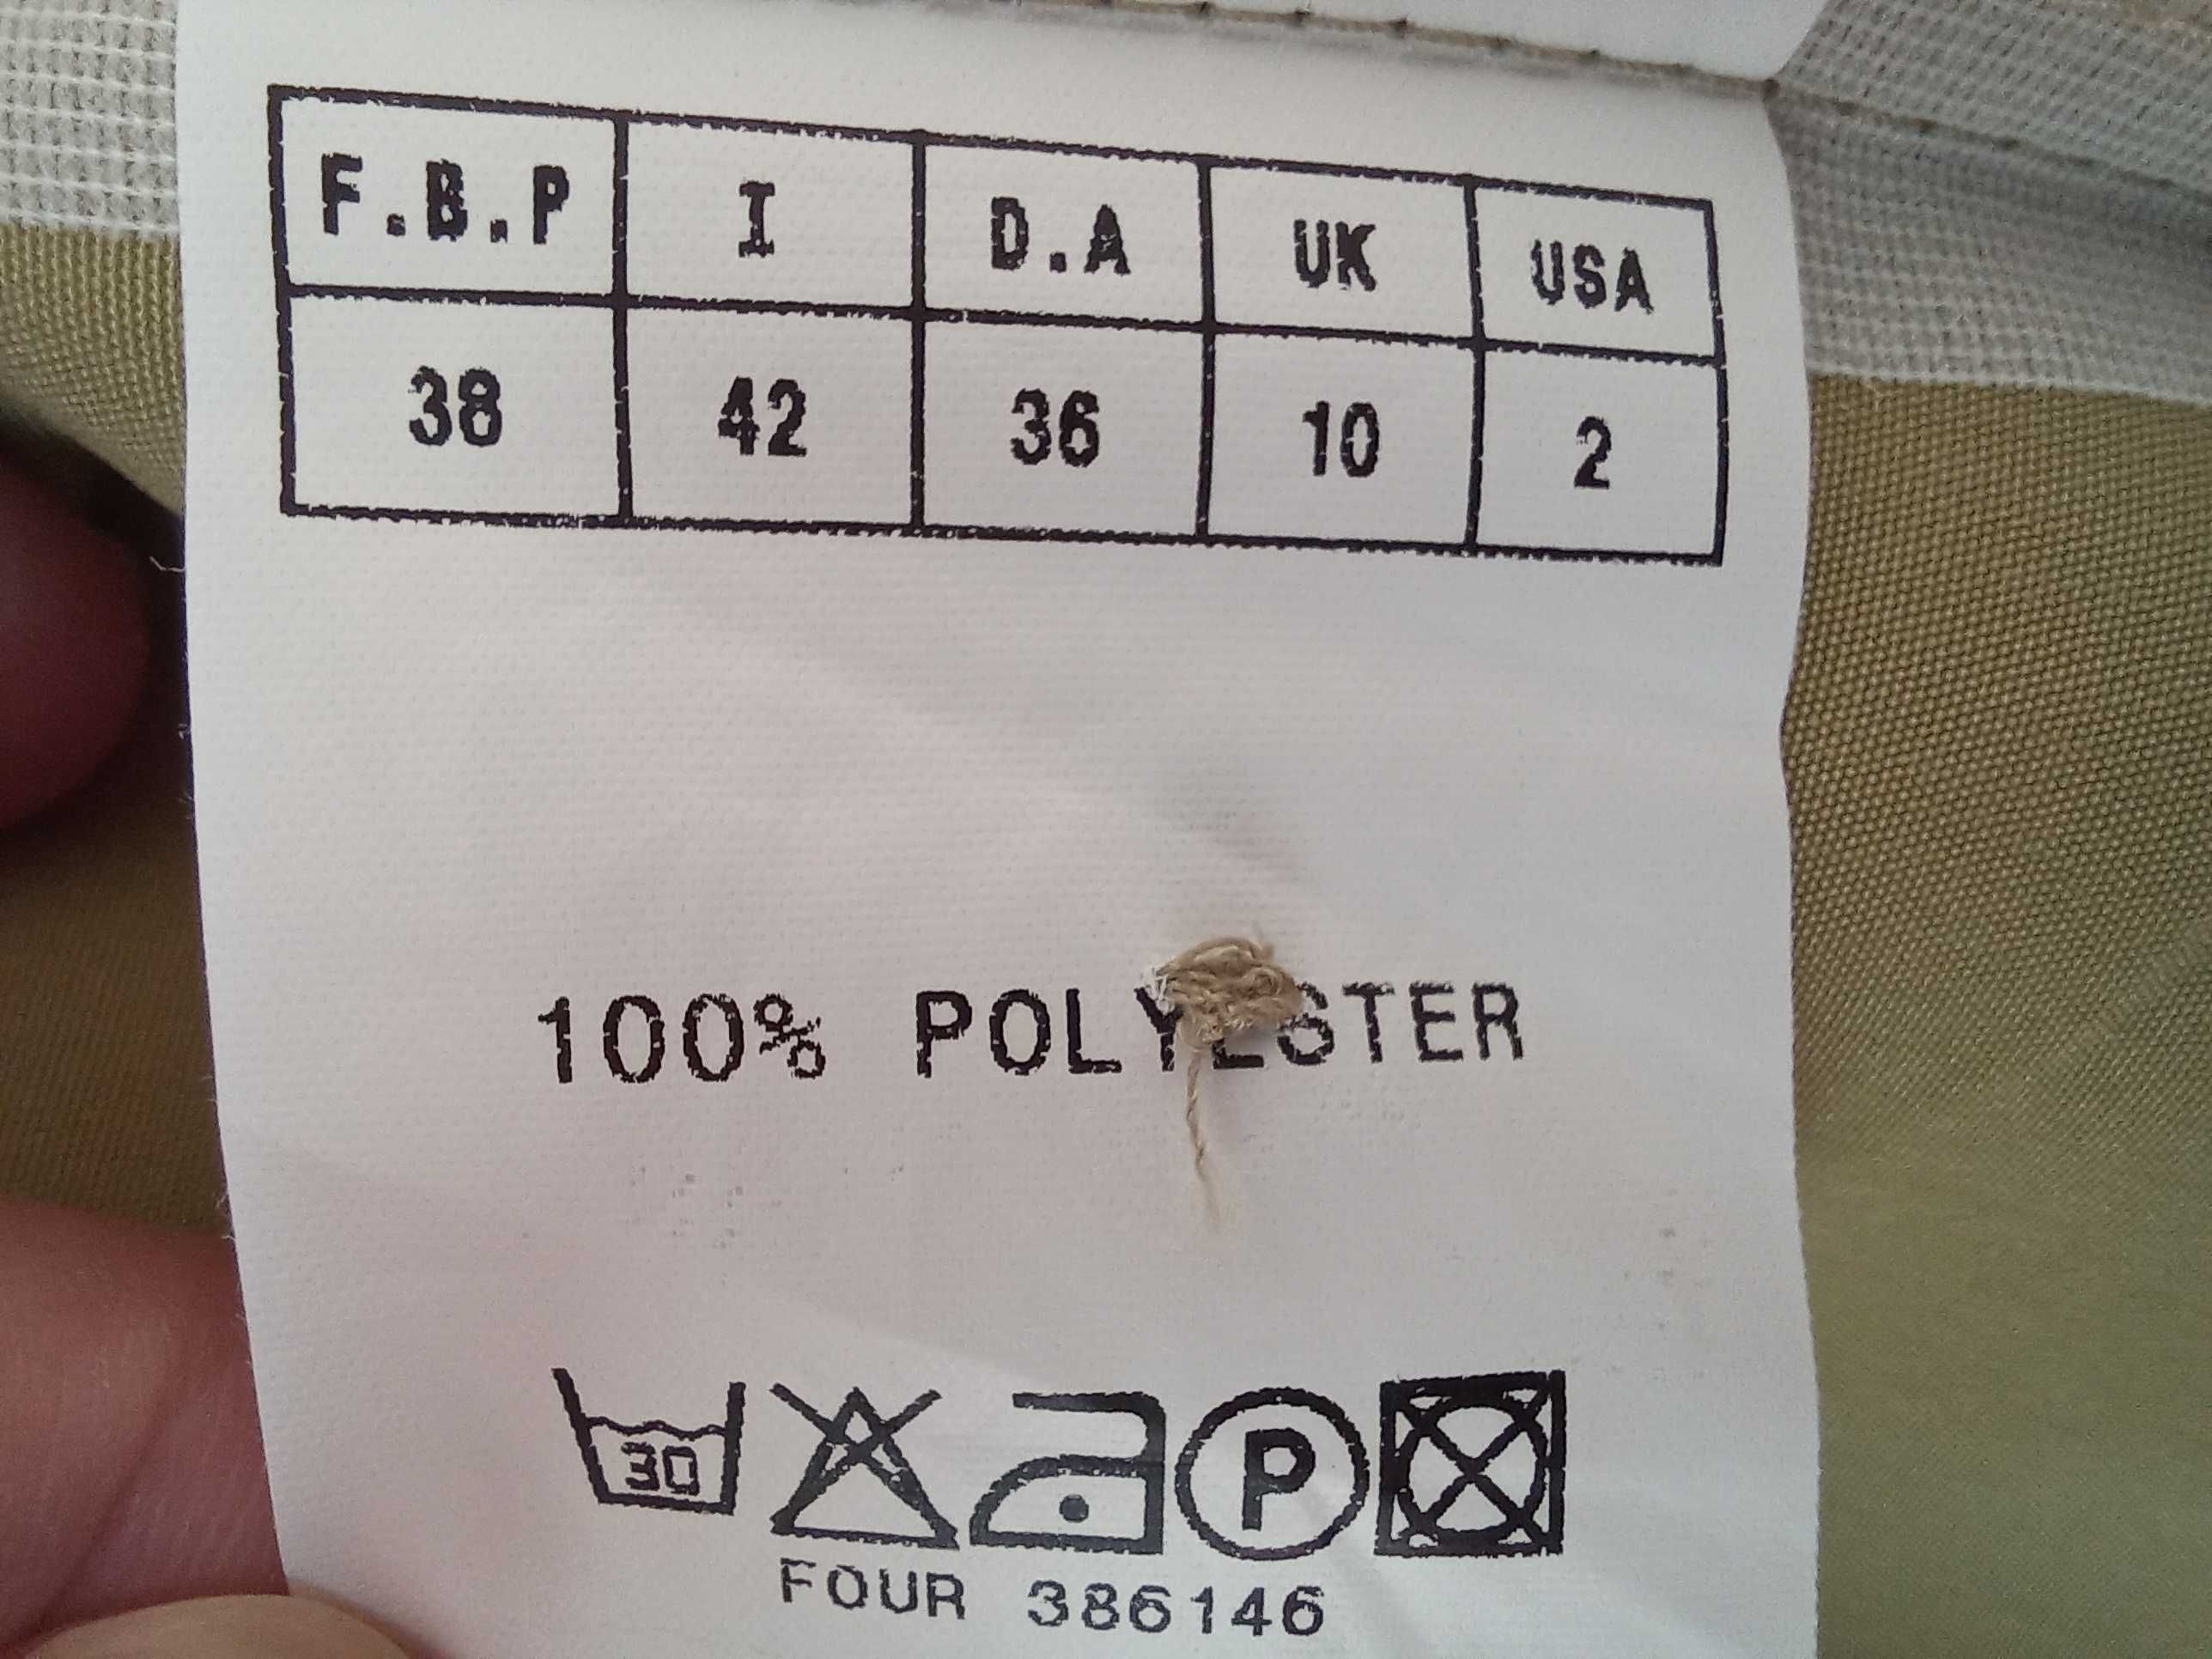 F.B.P I D.A UK USA
38 42 36 10 2
100% POLYESTER
30 P
FOUR 386146